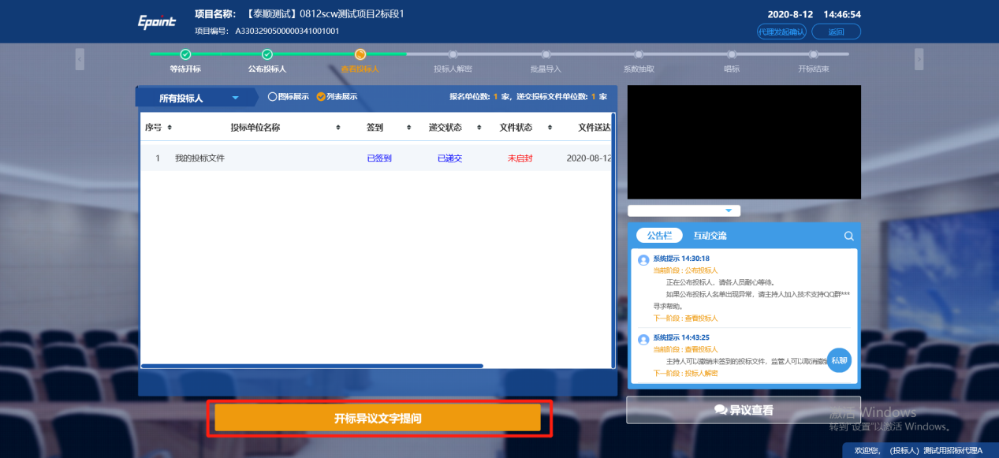 Epoint
项目名称： 【泰顺测试】0812scw测试项目2标段1
项目编号： A3303290500000341001001
2020-8-12 14:46:54
代理发起确认 返回
等待开标 公布投标人 查看投标人 投标人解密 批量导入 系数抽取 唱标 开标结束
所有投标人 图标展示 列表展示 报名单位数: 1 家, 递交投标文件单位数: 1 家
序号 投标单位名称 签到 递交状态 文件状态 文件送达
1 我的投标文件 已签到 已递交 未启封 2020-08-12
公告栏 互动交流
系统提示 14:30:18
当前阶段 : 公布投标人
正在公布投标人，请各人员耐心等待。
如果公布投标人名单出现异常，请主持人加入技术支持QQ群***
寻求帮助。
下一阶段 : 查看投标人
系统提示 14:43:25
当前阶段 : 查看投标人
主持人可以撤销未签到的投标文件，监管人可以取消撤销
私聊
下一阶段 : 投标人解密
开标异议文字提问
异议查看
激活 Windows
转到"设置"以激活 Windows。
欢迎您，（投标人）测试用招标代理A